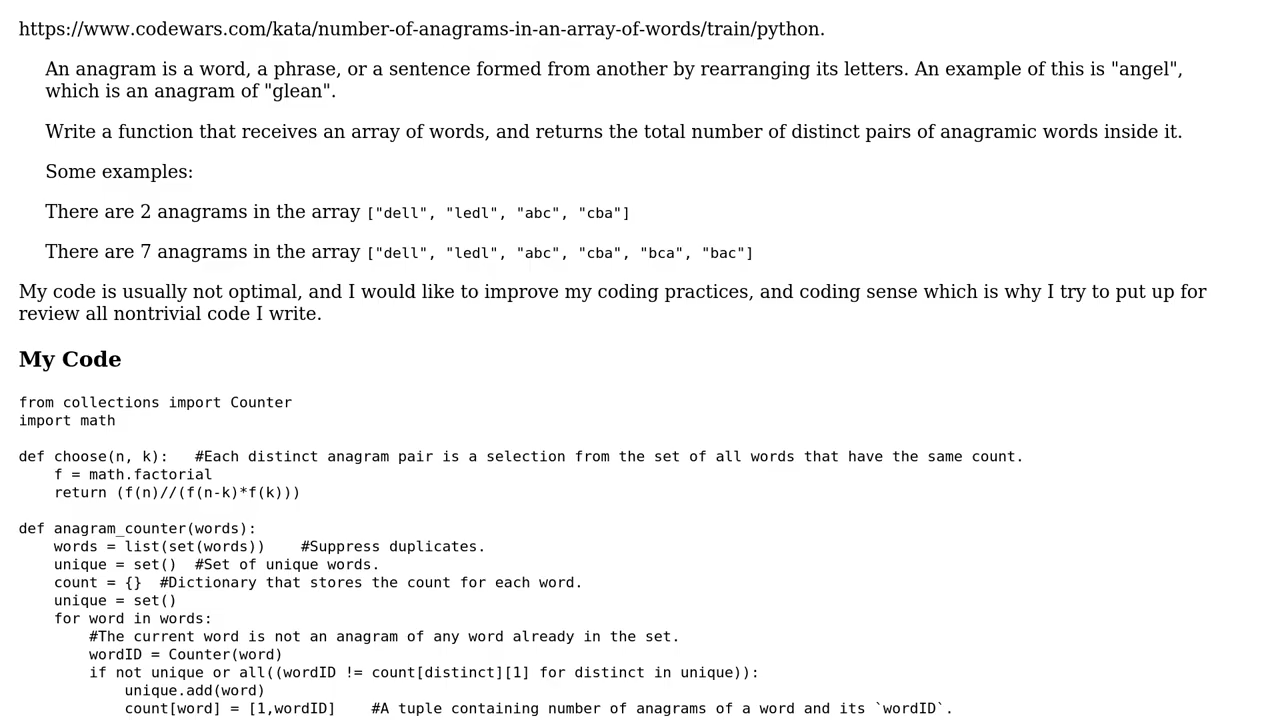 https://www.codewars.com/kata/number-of-anagrams-in-an-array-of-words/train/python.
An anagram is a word, a phrase, or a sentence formed from another by rearranging its letters. An example of this is "angel",
which is an anagram of "glean".
Write a function that receives an array of words, and returns the total number of distinct pairs of anagramic words inside it.
Some examples:
There are 2 anagrams in the array ["dell", "ledl", "abc", "cba"]
There are 7 anagrams in the array ["dell", "ledl", "abc", "cba", "bca", "bac"]
My code is usually not optimal, and I would like to improve my coding practices, and coding sense which is why I try to put up for
review all nontrivial code I write.
My Code
from collections import Counter
import math
def choose(n, k):   #Each distinct anagram pair is a selection from the set of all words that have the same count.
    f = math.factorial
    return (f(n)//(f(n-k)*f(k)))
def anagram_counter(words):
    words = list(set(words))    #Suppress duplicates.
    unique = set()  #Set of unique words.
    count = {}  #Dictionary that stores the count for each word.
    unique = set()
    for word in words:
        #The current word is not an anagram of any word already in the set.
        wordID = Counter(word)
        if not unique or all((wordID != count[distinct][1] for distinct in unique)):
            unique.add(word)
            count[word] = [1,wordID]    #A tuple containing number of anagrams of a word and its `wordID`.